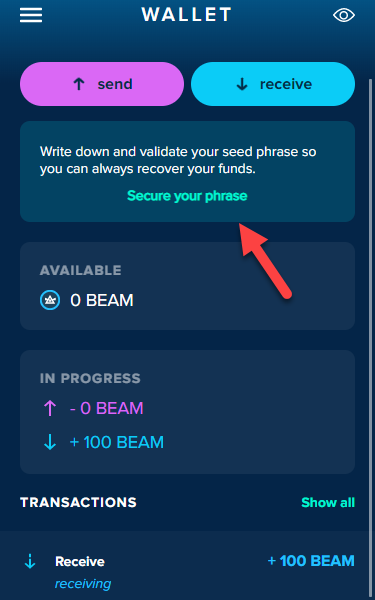 WALLET
send
receive
Write down and validate your seed phrase so
you can always recover your funds.
Secure your phrase
AVAILABLE
0 BEAM
IN PROGRESS
- 0 BEAM
+ 100 BEAM
TRANSACTIONS Show all
Receive + 100 BEAM
receiving